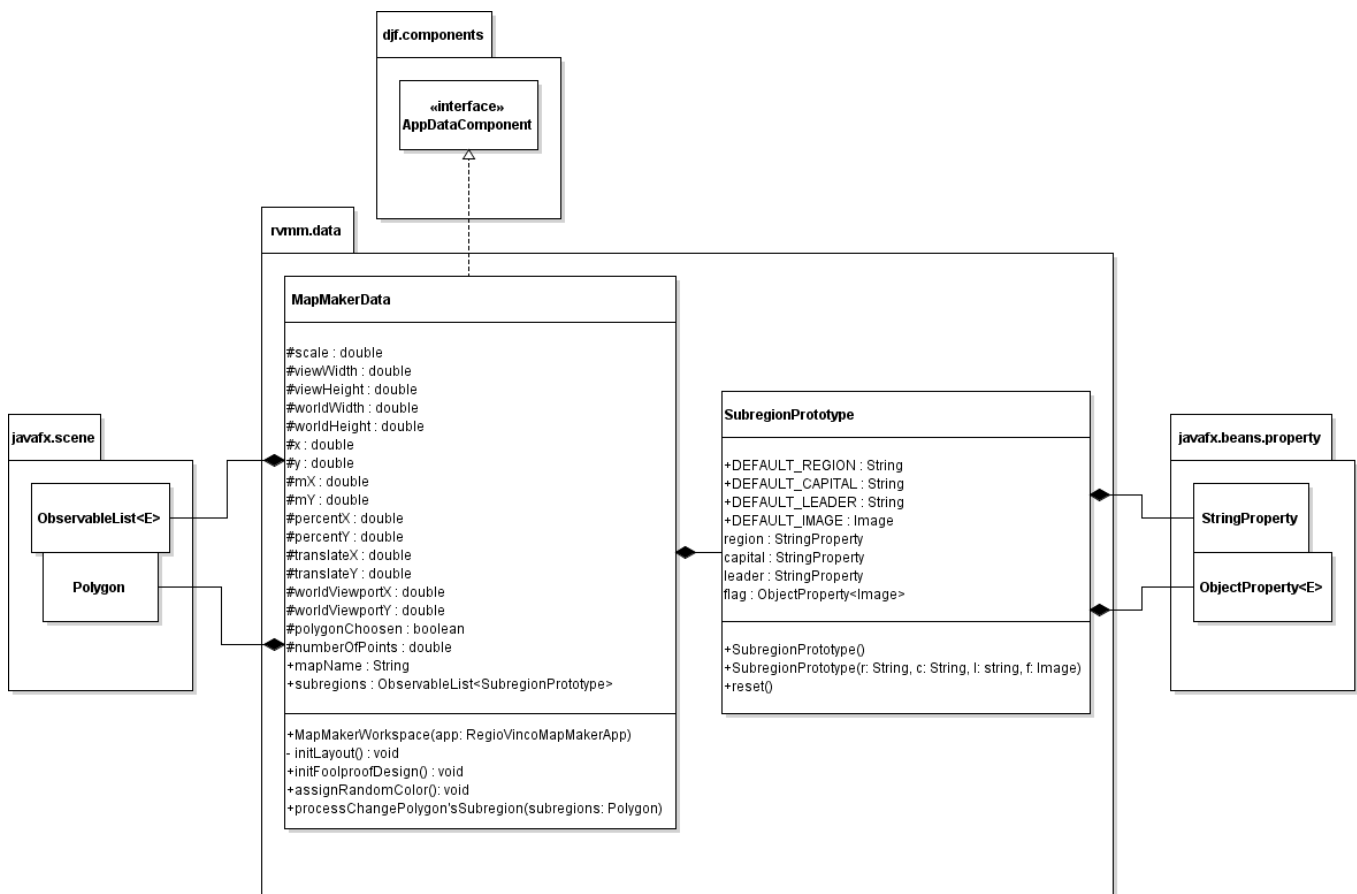 djf.components
«interface»
AppDataComponent
rvmm.data
MapMakerData
#scale : double
#viewWidth : double
#viewHeight : double
#worldWidth : double
#worldHeight : double
#x : double
#y : double
#mX : double
#mY : double
#percentX : double
#percentY : double
#translateX : double
#translateY : double
#worldViewportX : double
#worldViewportY : double
#polygonChoosen : boolean
#numberOfPoints : double
+mapName : String
+subregions : ObservableList<SubregionPrototype>
+MapMakerWorkspace(app: RegioVincoMapMakerApp)
- initLayout() : void
+initFoolproofDesign() : void
+assignRandomColor(): void
+processChangePolygon'sSubregion(subregions: Polygon)
javafx.scene
ObservableList<E>
Polygon
SubregionPrototype
+DEFAULT_REGION : String
+DEFAULT_CAPITAL : String
+DEFAULT_LEADER : String
+DEFAULT_IMAGE : Image
region : StringProperty
capital : StringProperty
leader : StringProperty
flag : ObjectProperty<Image>
+SubregionPrototype()
+SubregionPrototype(r: String, c: String, l: string, f: Image)
+reset()
javafx.beans.property
StringProperty
ObjectProperty<E>